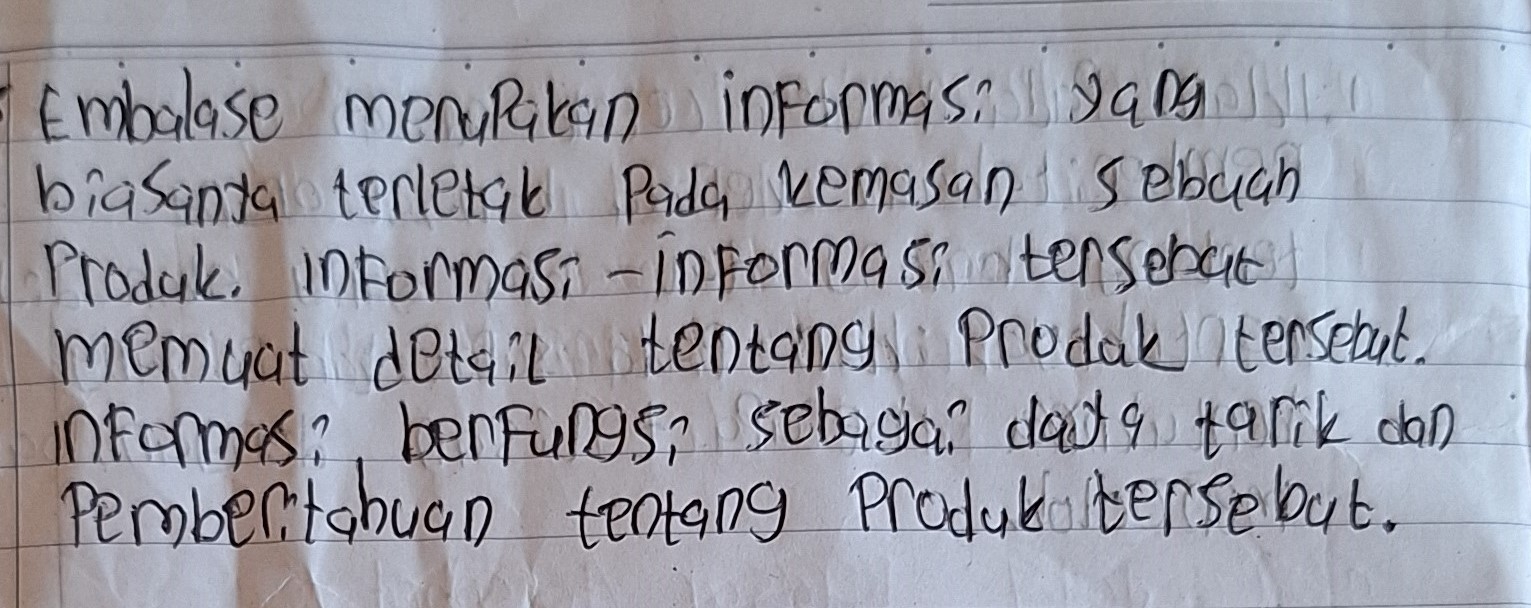 Embalase merupakan informasi yang
biasanya terletak Pada kemasan sebuah
Produk. informasi-informasi tersebut
memuat detail tentang Produk tersebut.
informasi berfungsi sebagai daya tarik dan
Pemberitahuan tentang Produk tersebut.